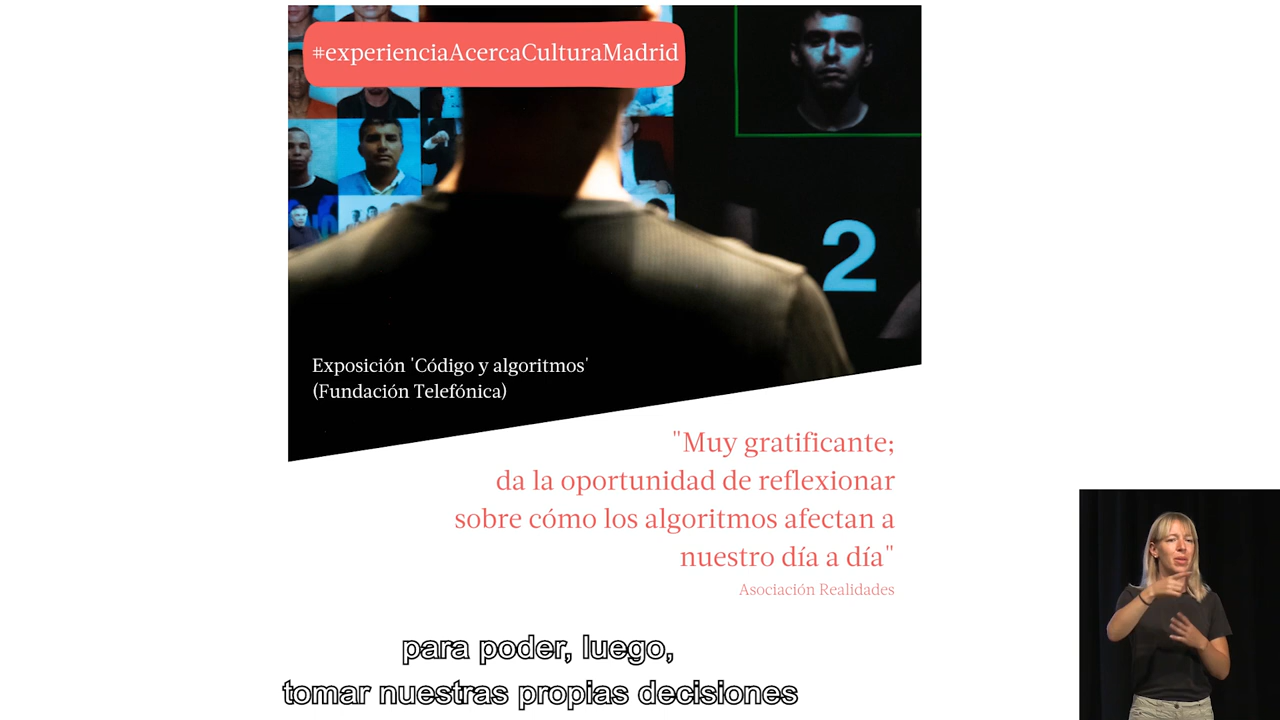 #experienciaAcercaCulturaMadrid
2
Exposición 'Código y algoritmos'
(Fundación Telefónica)
"Muy gratificante;
da la oportunidad de reflexionar
sobre cómo los algoritmos afectan a
nuestro día a día"
Asociación Realidades
para poder, luego,
tomar nuestras propias decisiones